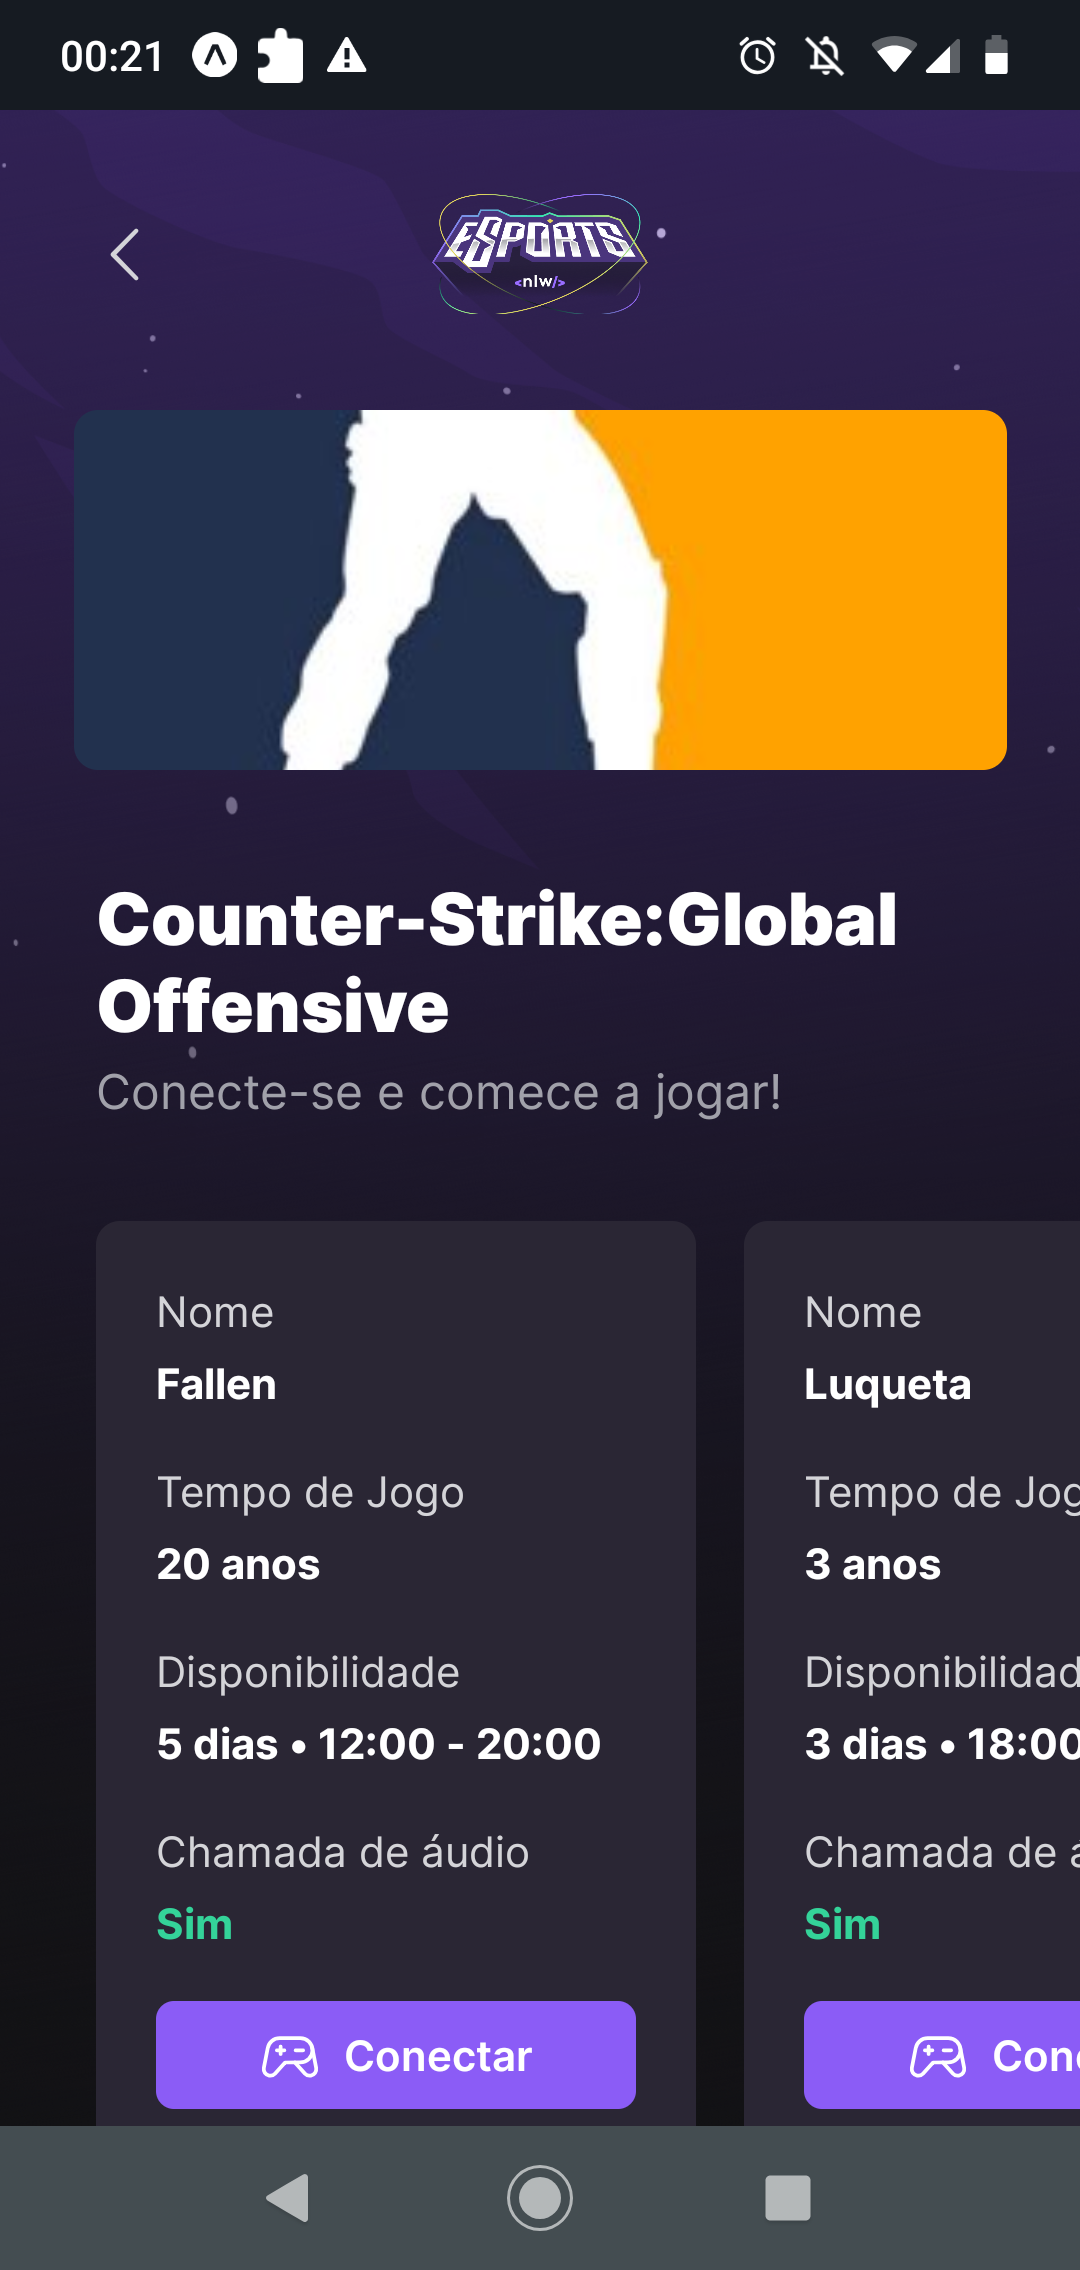 00:21
ESPORTS
<nlw/>
Counter-Strike:Global
Offensive
Conecte-se e comece a jogar!
Nome
Fallen
Tempo de Jogo
20 anos
Disponibilidade
5 dias • 12:00 - 20:00
Chamada de áudio
Sim
Conectar
Nome
Luqueta
Tempo de Jog
3 anos
Disponibilidad
3 dias • 18:00
Chamada de á
Sim
Con